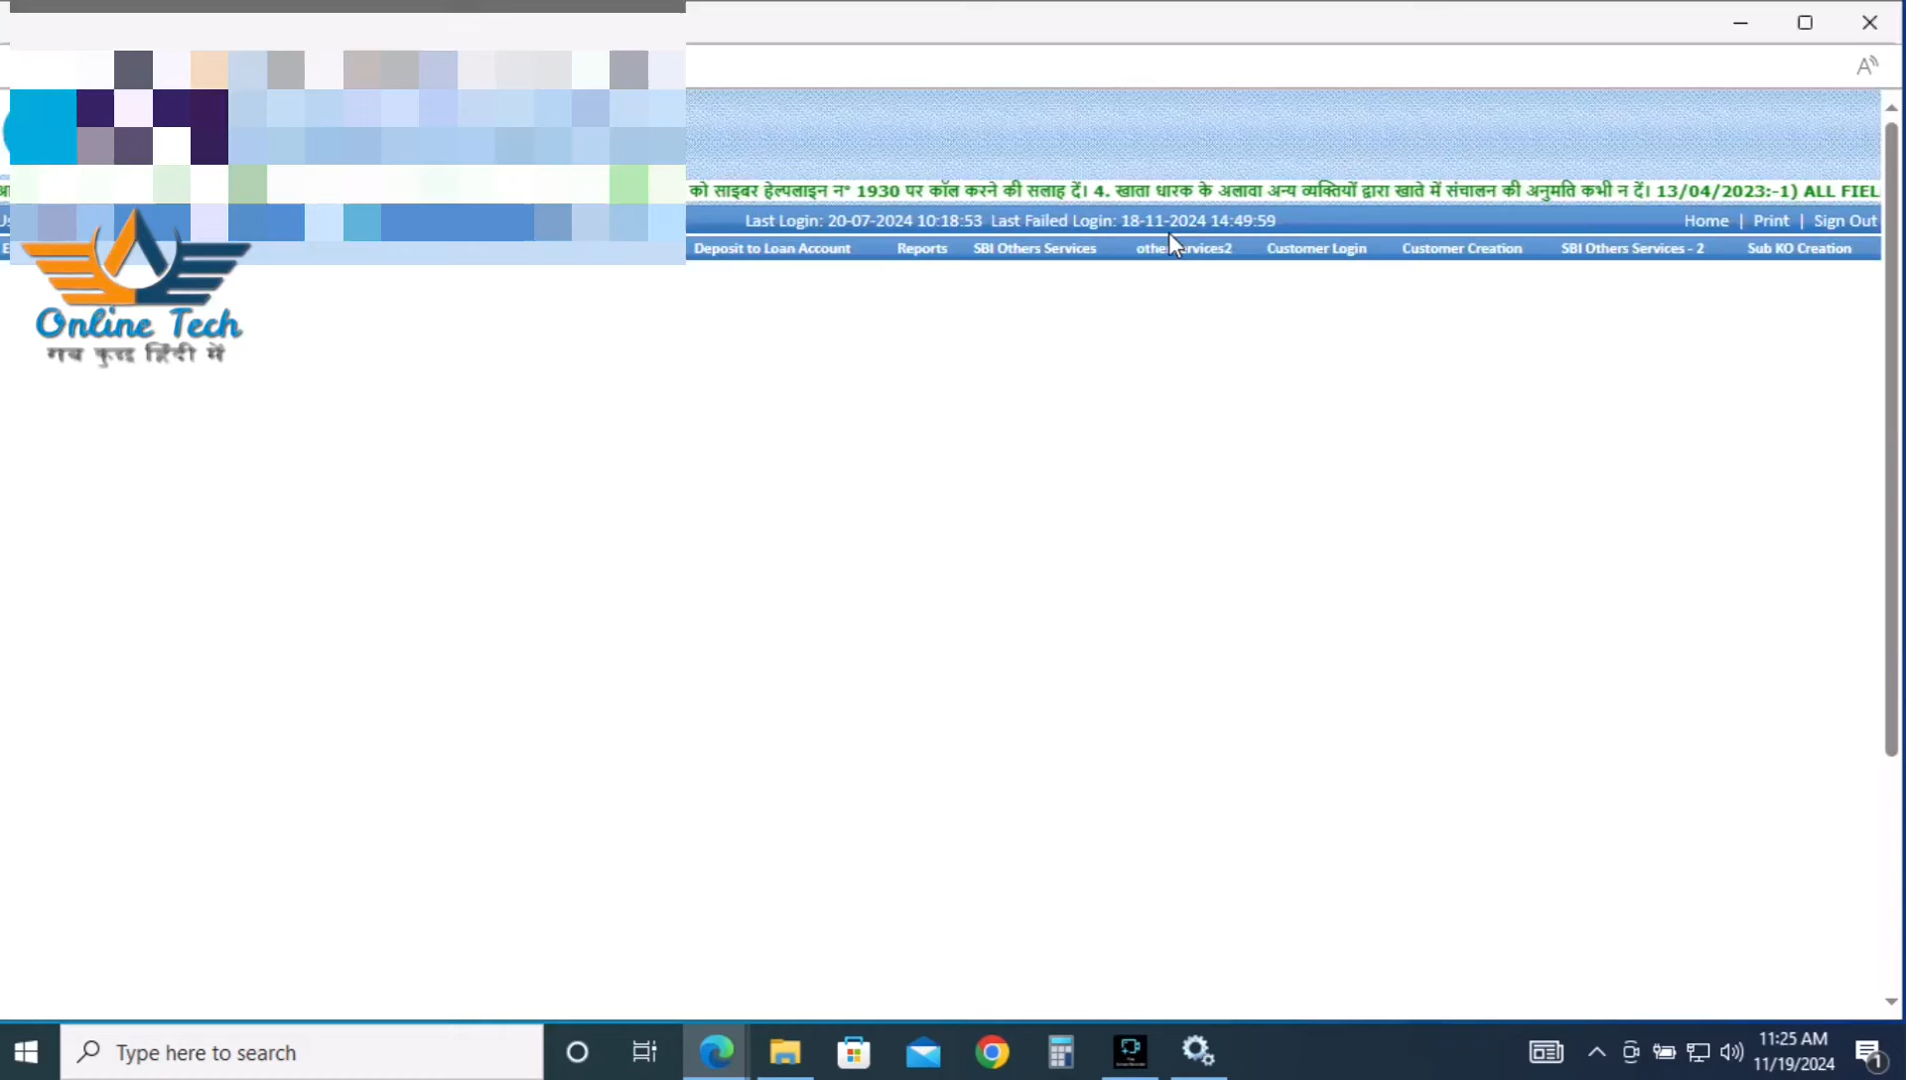 को साइबर हेल्पलाइन न° 1930 पर कॉल करने की सलाह दें। 4. खाता धारक के अलावा अन्य व्यक्तियों द्वारा खाते में संचालन की अनुमति कभी न दें। 13/04/2023:-1) ALL FIEL
Last Login: 20-07-2024 10:18:53 Last Failed Login: 18-11-2024 14:49:59 Home | Print | Sign Out
Deposit to Loan Account Reports SBI Others Services Customer Login Customer Creation SBI Others Services - 2 Sub KO Creation
Online Tech
सब कुछ हिंदी में
Type here to search
11:25 AM
11/19/2024
1